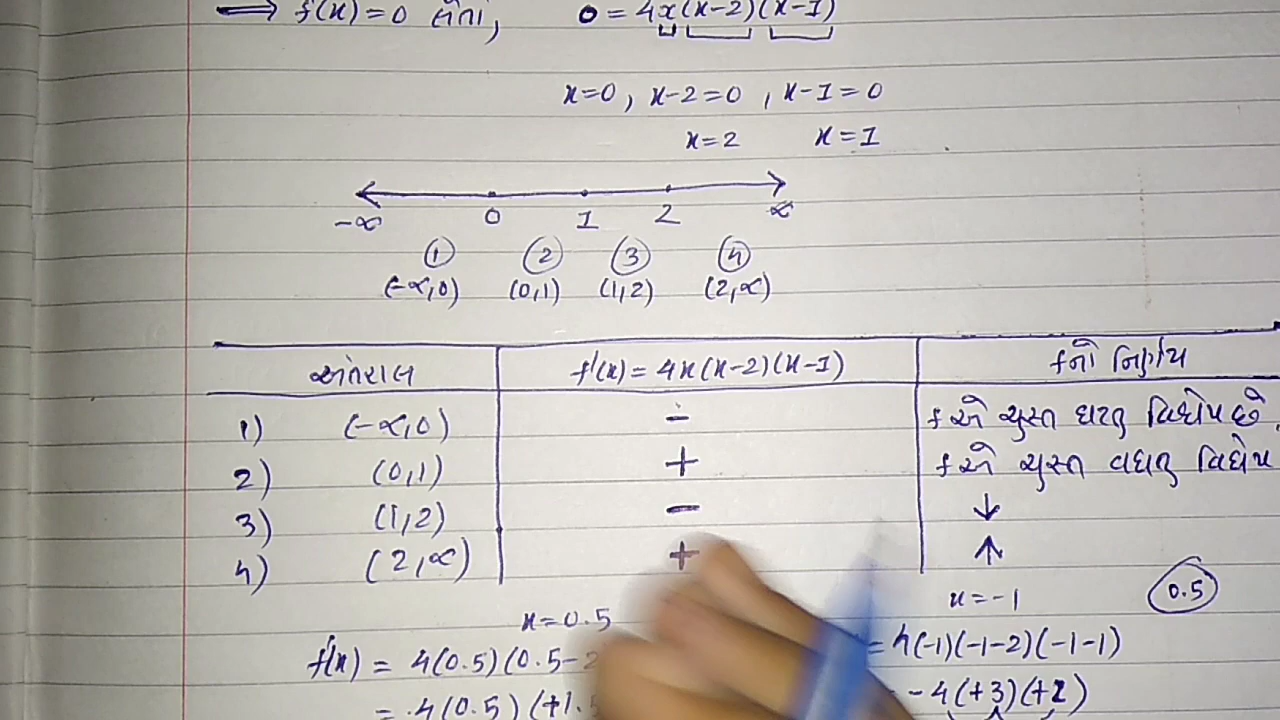 ⟹ f'(x)=0 લેતાં, 0 = 4x(x-2)(x-1)
x=0, x-2=0, x-1=0
x=2 x=1
-∞ 0 1 2 ∞
① ② ③ ④
(-∞,0) (0,1) (1,2) (2,∞)
અંતરાલ f'(x) = 4x(x-2)(x-1) f નો નિર્ણય
1) (-∞,0) - f એ ચુસ્ત ઘટતુ વિધેય છે.
2) (0,1) + f એ ચુસ્ત વધતુ વિધેય
3) (1,2) - ↓
4) (2,∞) + ↑
x=0.5 x=-1 0.5
f'(x) = 4(0.5)(0.5-2 = 4(-1)(-1-2)(-1-1)
= 4(0.5)(+1.5 -4(+3)(+2)